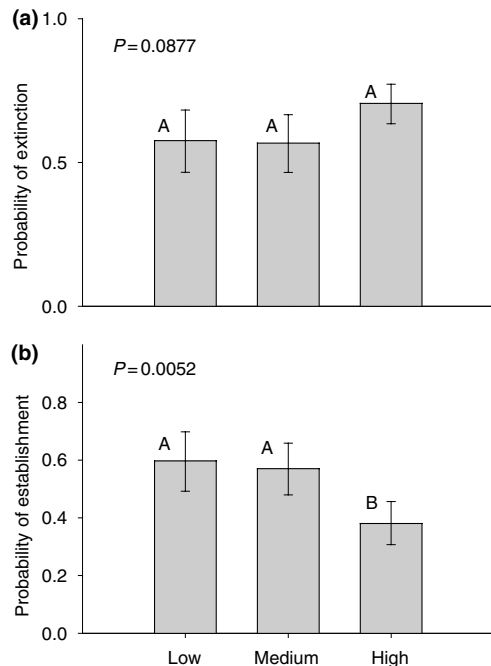 (a)
1.0
P=0.0877
A
A
A
0.5
0.0
Probability of extinction
(b)
P=0.0052
0.8
A
A
0.6
B
0.4
0.2
0.0
Probability of establishment
Low Medium High